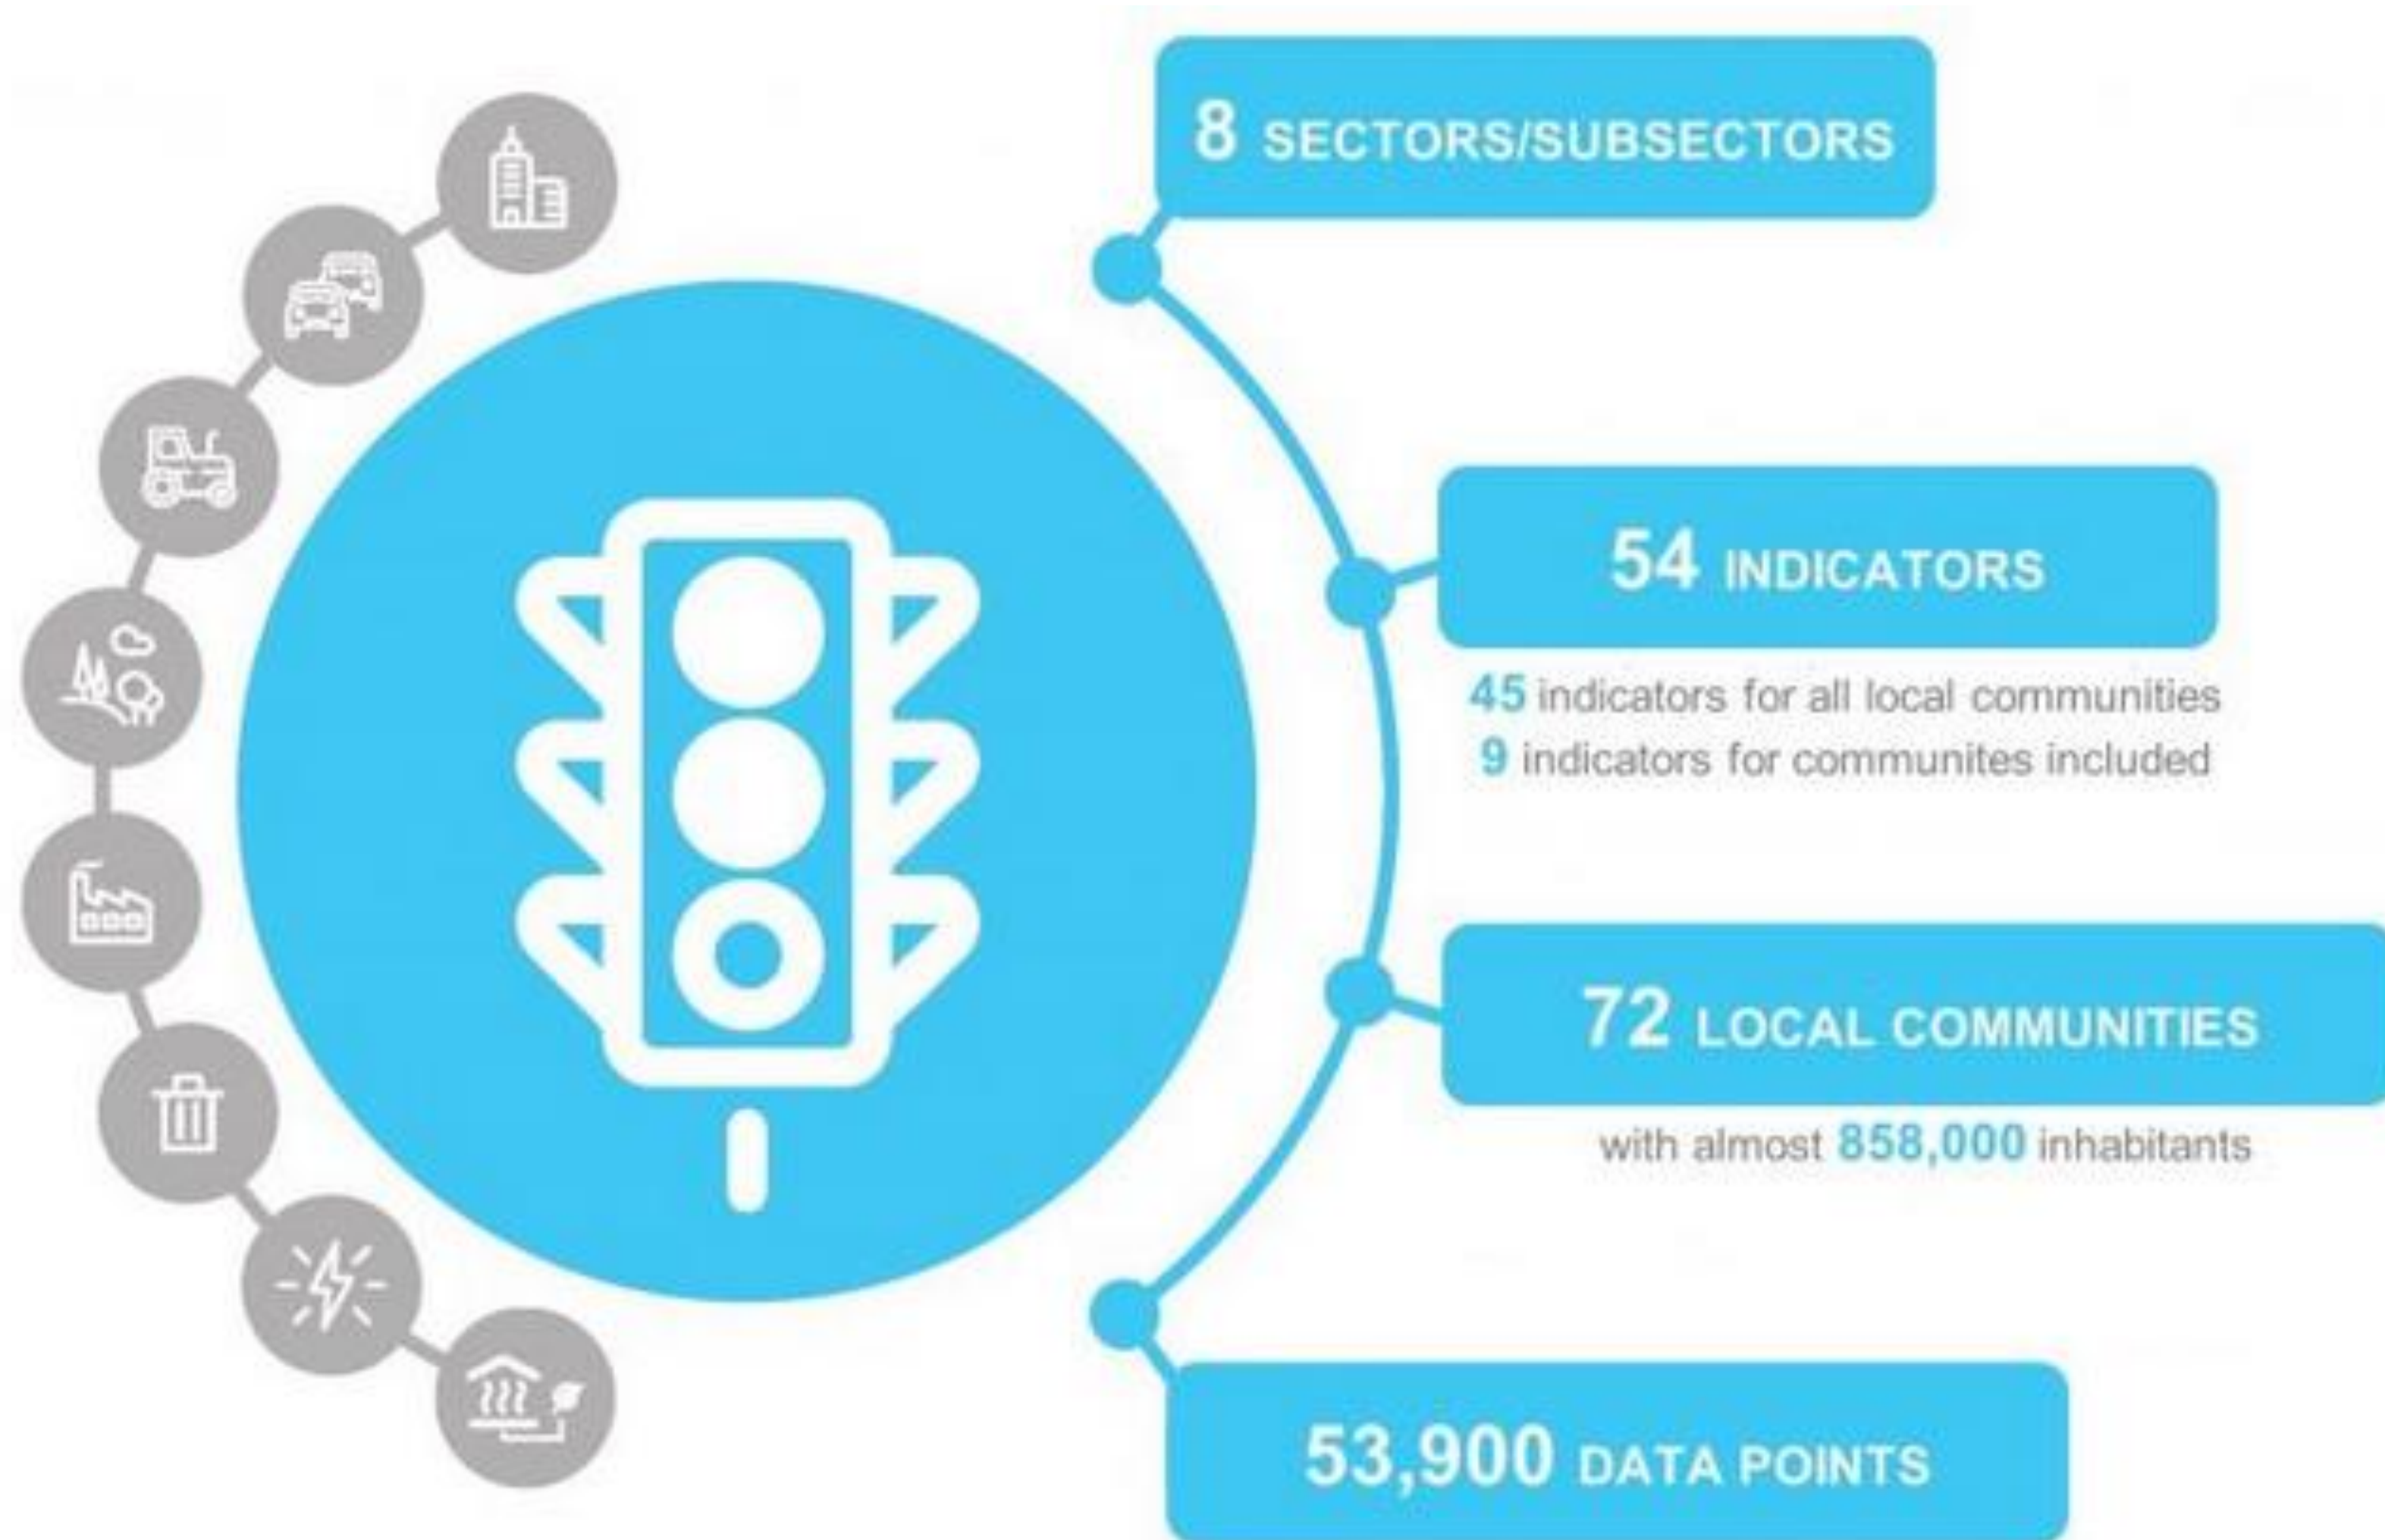 8 SECTORS/SUBSECTORS
54 INDICATORS
45 indicators for all local communities
9 indicators for communites included
72 LOCAL COMMUNITIES
with almost 858,000 inhabitants
53,900 DATA POINTS